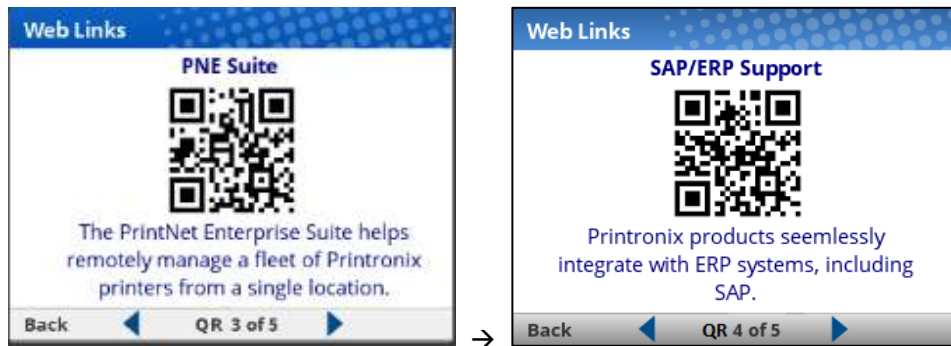 Web Links
PNE Suite
The PrintNet Enterprise Suite helps
remotely manage a fleet of Printronix
printers from a single location.
Back QR 3 of 5
→
Web Links
SAP/ERP Support
Printronix products seemlessly
integrate with ERP systems, including
SAP.
Back QR 4 of 5